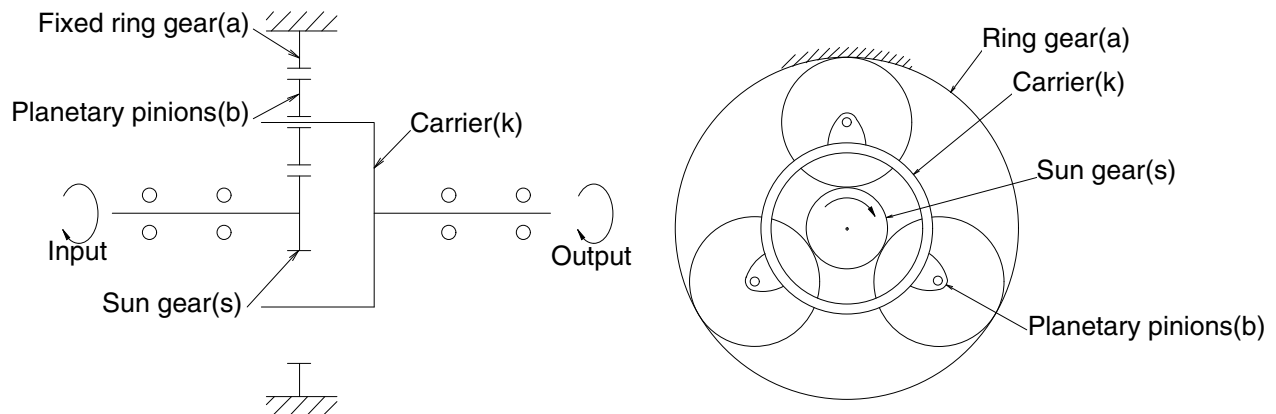 Fixed ring gear(a)
Planetary pinions(b)
Carrier(k)
Input
Output
Sun gear(s)
Ring gear(a)
Carrier(k)
Sun gear(s)
Planetary pinions(b)